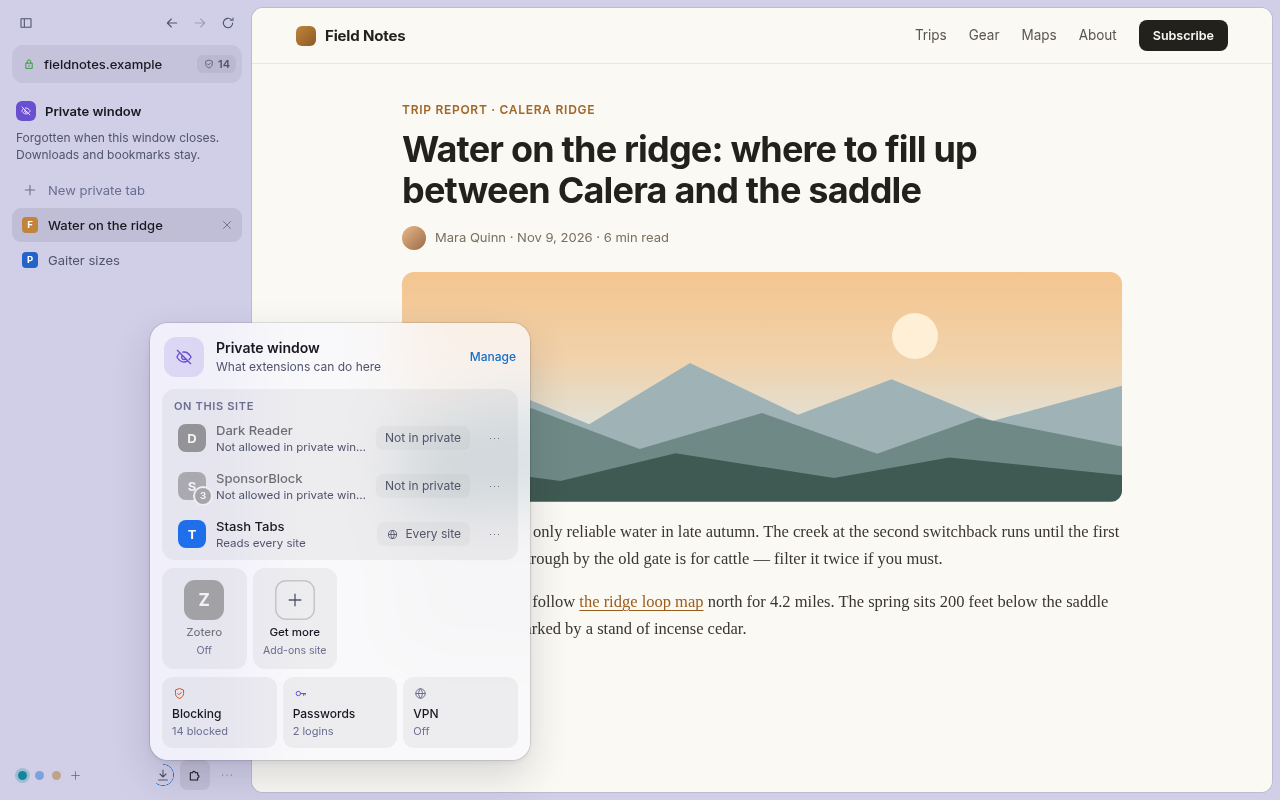 fieldnotes.example
14
Private window
Forgotten when this window closes.
Downloads and bookmarks stay.
New private tab
F
Water on the ridge
P
Gaiter sizes
Field Notes
Trips
Gear
Maps
About
Subscribe
TRIP REPORT · CALERA RIDGE
Water on the ridge: where to fill up
between Calera and the saddle
Mara Quinn · Nov 9, 2026 · 6 min read
only reliable water in late autumn. The creek at the second switchback runs until the first
rough by the old gate is for cattle — filter it twice if you must.
follow the ridge loop map north for 4.2 miles. The spring sits 200 feet below the saddle
rked by a stand of incense cedar.
Private window
What extensions can do here
Manage
ON THIS SITE
D
Dark Reader
Not allowed in private win...
Not in private
S
3
SponsorBlock
Not allowed in private win...
Not in private
T
Stash Tabs
Reads every site
Every site
Z
Zotero
Off
Get more
Add-ons site
Blocking
14 blocked
Passwords
2 logins
VPN
Off